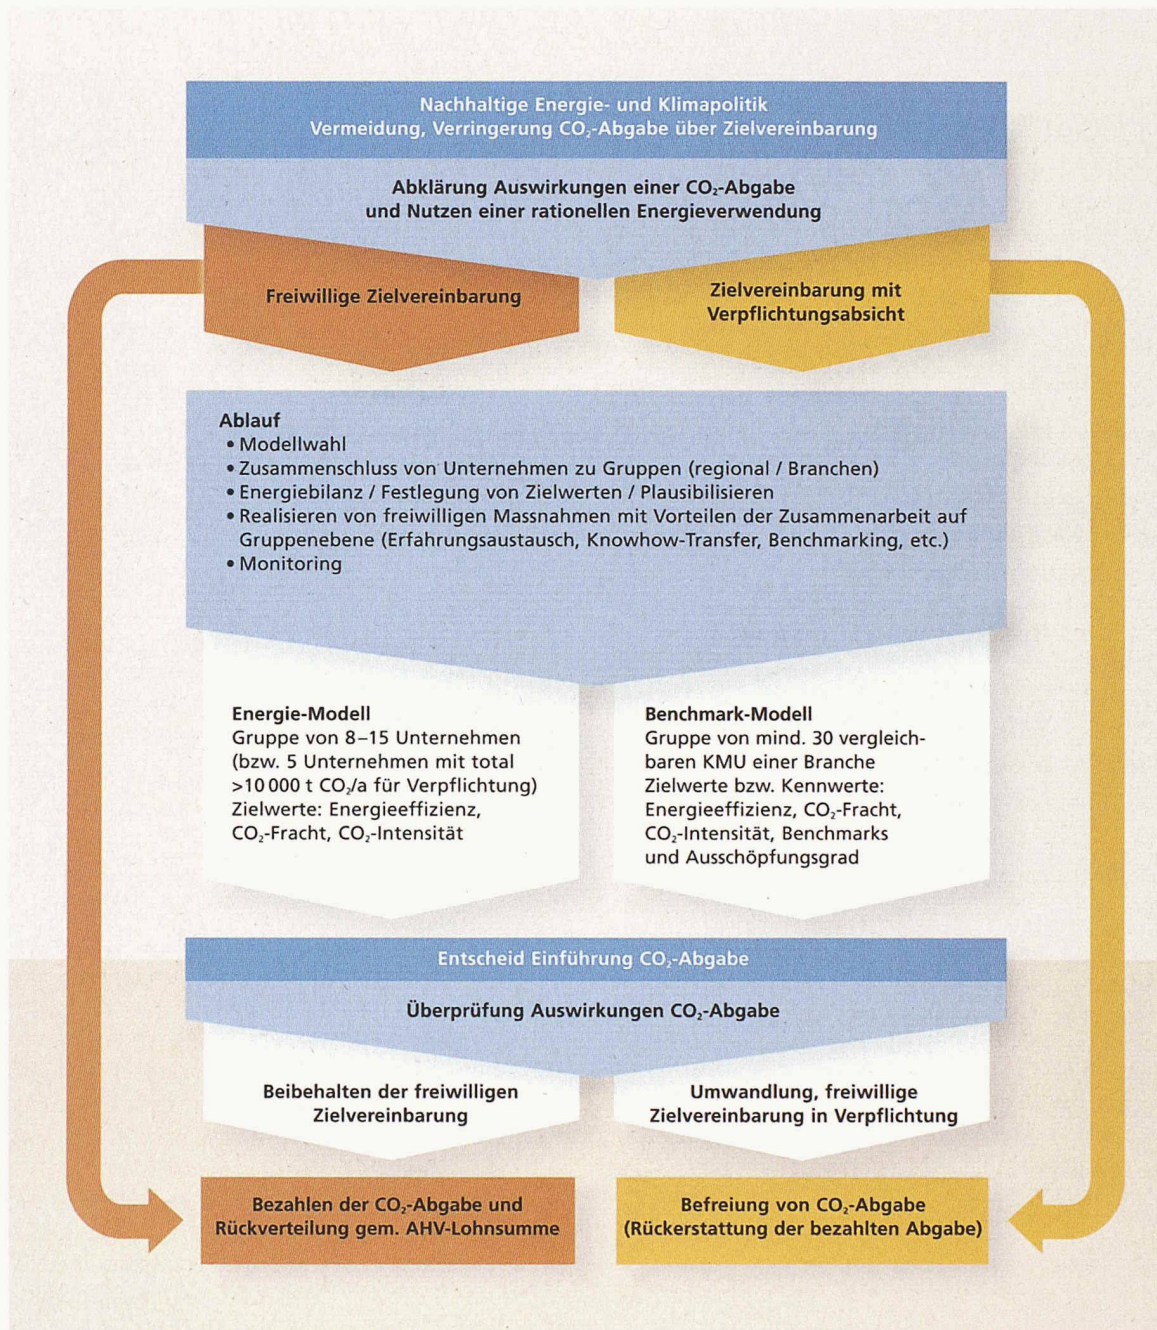 Nachhaltige Energie- und Klimapolitik
Vermeidung, Verringerung CO₂-Abgabe über Zielvereinbarung
Abklärung Auswirkungen einer CO₂-Abgabe
und Nutzen einer rationellen Energieverwendung
Freiwillige Zielvereinbarung
Zielvereinbarung mit
Verpflichtungsabsicht
Ablauf
• Modellwahl
• Zusammenschluss von Unternehmen zu Gruppen (regional / Branchen)
• Energiebilanz / Festlegung von Zielwerten / Plausibilisieren
• Realisieren von freiwilligen Massnahmen mit Vorteilen der Zusammenarbeit auf
Gruppenebene (Erfahrungsaustausch, Knowhow-Transfer, Benchmarking, etc.)
• Monitoring
Energie-Modell
Gruppe von 8–15 Unternehmen
(bzw. 5 Unternehmen mit total
>10 000 t CO₂/a für Verpflichtung)
Zielwerte: Energieeffizienz,
CO₂-Fracht, CO₂-Intensität
Benchmark-Modell
Gruppe von mind. 30 vergleich-
baren KMU einer Branche
Zielwerte bzw. Kennwerte:
Energieeffizienz, CO₂-Fracht,
CO₂-Intensität, Benchmarks
und Ausschöpfungsgrad
Entscheid Einführung CO₂-Abgabe
Überprüfung Auswirkungen CO₂-Abgabe
Beibehalten der freiwilligen
Zielvereinbarung
Umwandlung, freiwillige
Zielvereinbarung in Verpflichtung
Bezahlen der CO₂-Abgabe und
Rückverteilung gem. AHV-Lohnsumme
Befreiung von CO₂-Abgabe
(Rückerstattung der bezahlten Abgabe)